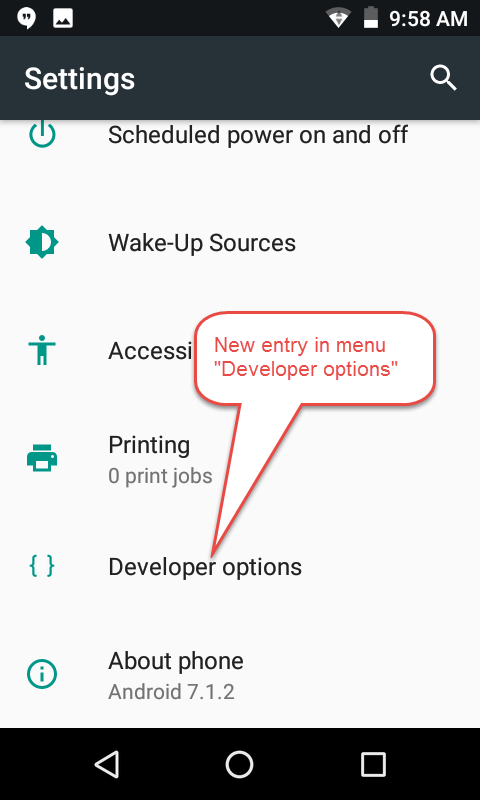 9:58 AM
Settings
Scheduled power on and off
Wake-Up Sources
Accessi
New entry in menu
"Developer options"
Printing
0 print jobs
{ } Developer options
About phone
Android 7.1.2